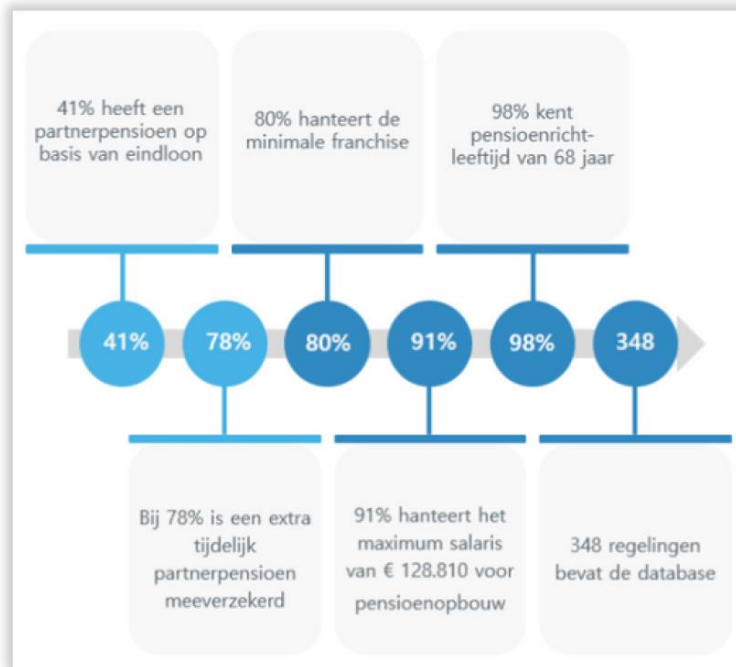 41% heeft een
partnerpensioen op
basis van eindloon
80% hanteert de
minimale franchise
98% kent
pensioenricht-
leeftijd van 68 jaar
41%
78%
80%
91%
98%
348
Bij 78% is een extra
tijdelijk
partnerpensioen
meeverzekerd
91% hanteert het
maximum salaris
van € 128.810 voor
pensioenopbouw
348 regelingen
bevat de database